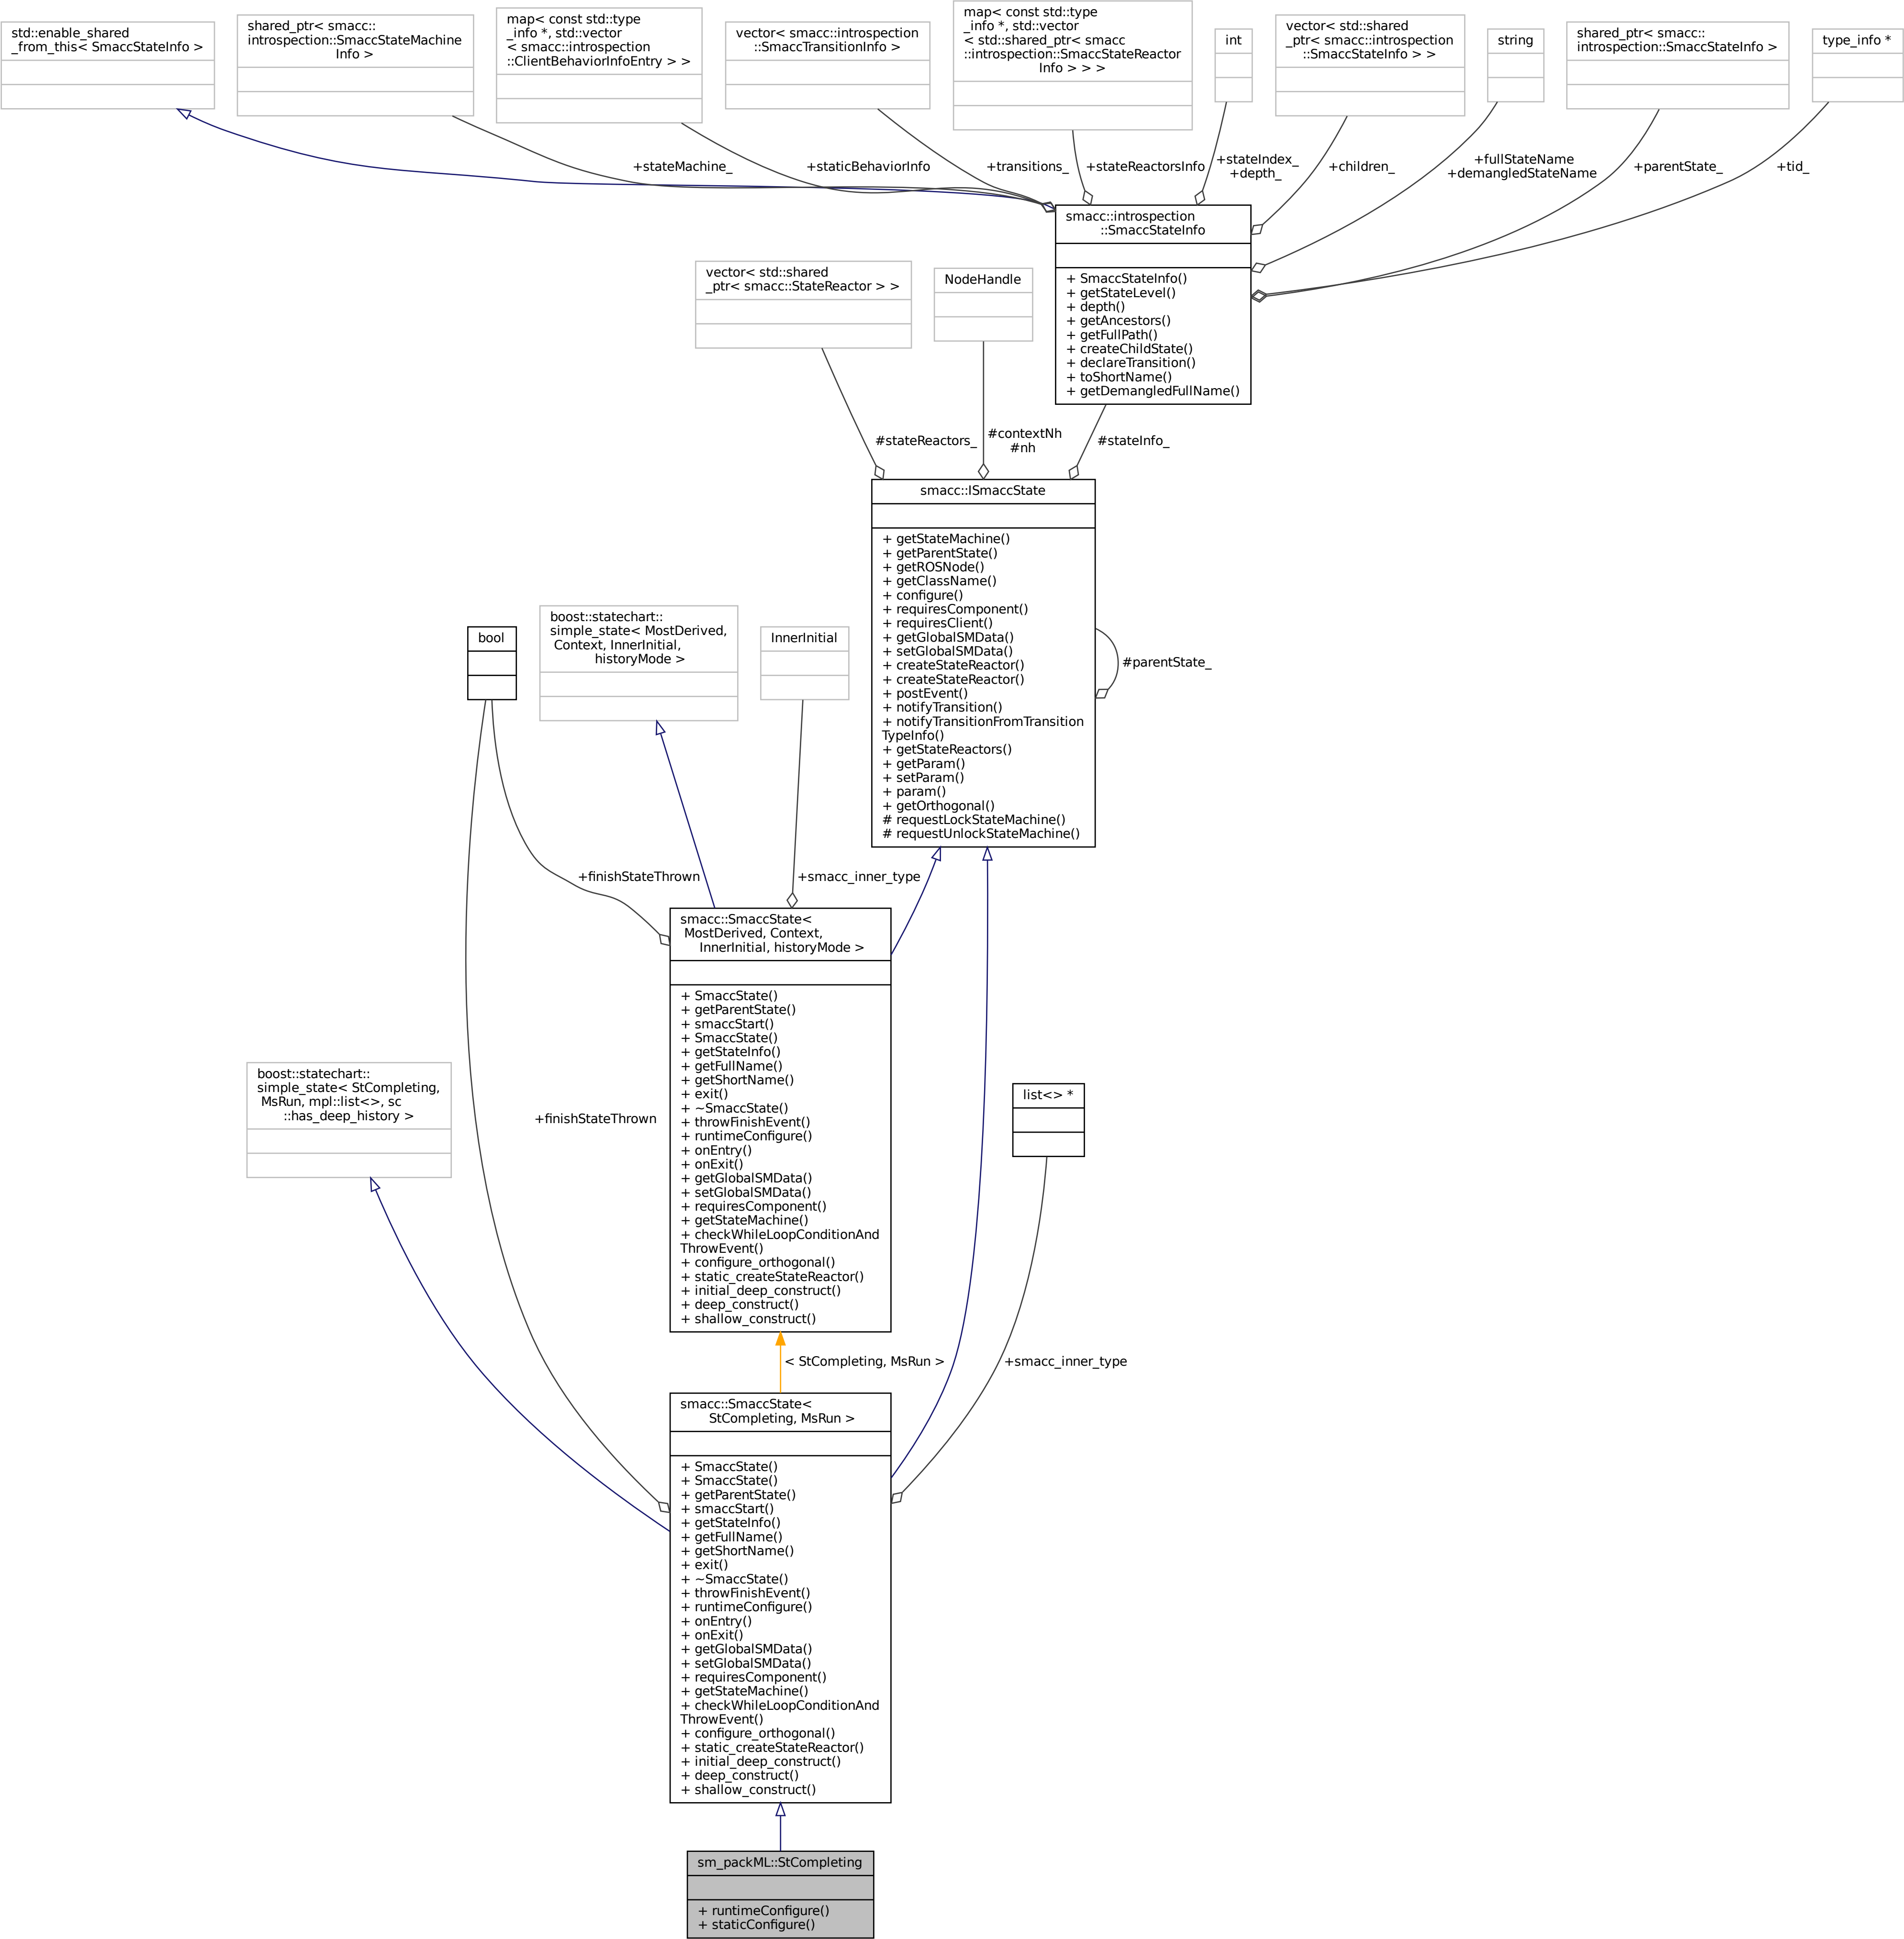 std::enable_shared
_from_this< SmaccStateInfo >
shared_ptr< smacc::
introspection::SmaccStateMachine
Info >
map< const std::type
_info *, std::vector
< smacc::introspection
::ClientBehaviorInfoEntry > >
vector< smacc::introspection
::SmaccTransitionInfo >
map< const std::type
_info *, std::vector
< std::shared_ptr< smacc
::introspection::SmaccStateReactor
Info > > >
int
vector< std::shared
_ptr< smacc::introspection
::SmaccStateInfo > >
string
shared_ptr< smacc::
introspection::SmaccStateInfo >
type_info *
+stateMachine_
+staticBehaviorInfo
+transitions_
+stateReactorsInfo
+stateIndex_
+depth_
+children_
+fullStateName
+demangledStateName
+parentState_
+tid_
smacc::introspection
::SmaccStateInfo
+ SmaccStateInfo()
+ getStateLevel()
+ depth()
+ getAncestors()
+ getFullPath()
+ createChildState()
+ declareTransition()
+ toShortName()
+ getDemangledFullName()
vector< std::shared
_ptr< smacc::StateReactor > >
NodeHandle
#stateReactors_
#contextNh
#nh
#stateInfo_
smacc::ISmaccState
+ getStateMachine()
+ getParentState()
+ getROSNode()
+ getClassName()
+ configure()
+ requiresComponent()
+ requiresClient()
+ getGlobalSMData()
+ setGlobalSMData()
+ createStateReactor()
+ createStateReactor()
+ postEvent()
+ notifyTransition()
+ notifyTransitionFromTransition
TypeInfo()
+ getStateReactors()
+ getParam()
+ setParam()
+ param()
+ getOrthogonal()
# requestLockStateMachine()
# requestUnlockStateMachine()
#parentState_
bool
boost::statechart::
simple_state< MostDerived,
Context, InnerInitial,
historyMode >
InnerInitial
+finishStateThrown
+smacc_inner_type
smacc::SmaccState<
MostDerived, Context,
InnerInitial, historyMode >
+ SmaccState()
+ getParentState()
+ smaccStart()
+ SmaccState()
+ getStateInfo()
+ getFullName()
+ getShortName()
+ exit()
+ ~SmaccState()
+ throwFinishEvent()
+ runtimeConfigure()
+ onEntry()
+ onExit()
+ getGlobalSMData()
+ setGlobalSMData()
+ requiresComponent()
+ getStateMachine()
+ checkWhileLoopConditionAnd
ThrowEvent()
+ configure_orthogonal()
+ static_createStateReactor()
+ initial_deep_construct()
+ deep_construct()
+ shallow_construct()
boost::statechart::
simple_state< StCompleting,
MsRun, mpl::list<>, sc
::has_deep_history >
+finishStateThrown
list<> *
< StCompleting, MsRun >
+smacc_inner_type
smacc::SmaccState<
StCompleting, MsRun >
+ SmaccState()
+ SmaccState()
+ getParentState()
+ smaccStart()
+ getStateInfo()
+ getFullName()
+ getShortName()
+ exit()
+ ~SmaccState()
+ throwFinishEvent()
+ runtimeConfigure()
+ onEntry()
+ onExit()
+ getGlobalSMData()
+ setGlobalSMData()
+ requiresComponent()
+ getStateMachine()
+ checkWhileLoopConditionAnd
ThrowEvent()
+ configure_orthogonal()
+ static_createStateReactor()
+ initial_deep_construct()
+ deep_construct()
+ shallow_construct()
sm_packML::StCompleting
+ runtimeConfigure()
+ staticConfigure()